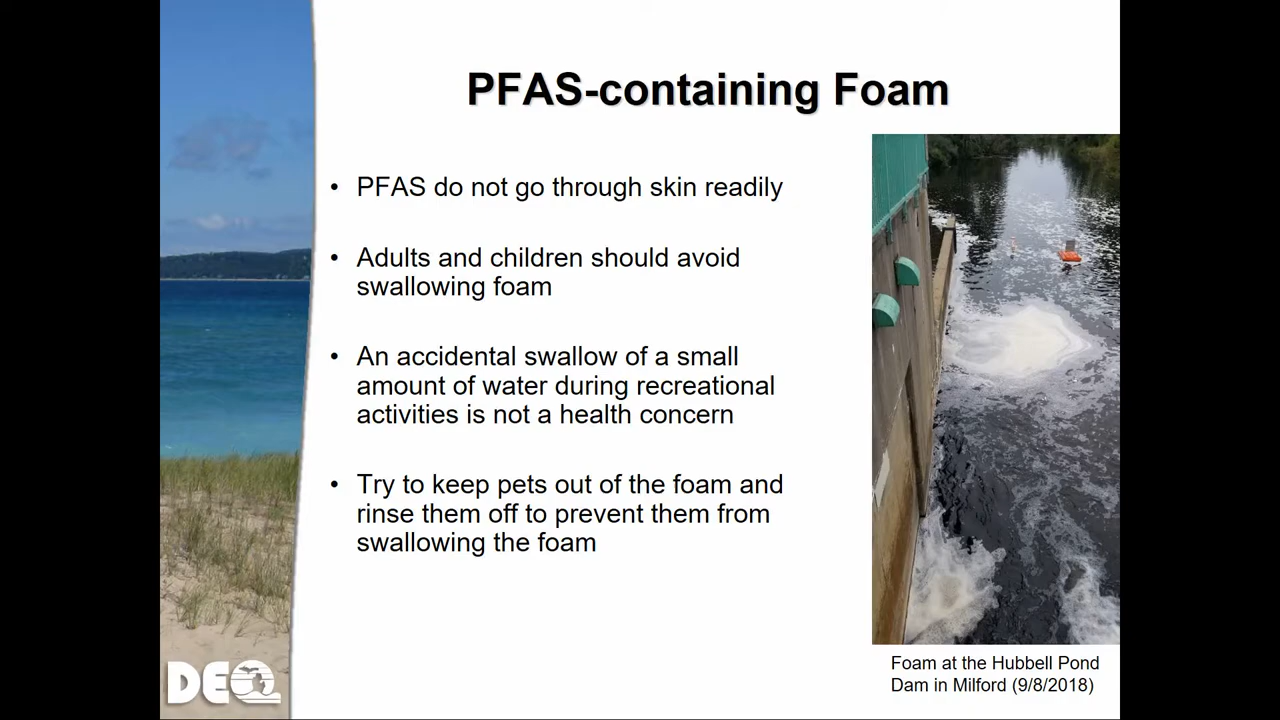 PFAS-containing Foam
• PFAS do not go through skin readily
• Adults and children should avoid
swallowing foam
• An accidental swallow of a small
amount of water during recreational
activities is not a health concern
• Try to keep pets out of the foam and
rinse them off to prevent them from
swallowing the foam
DEQ
Foam at the Hubbell Pond
Dam in Milford (9/8/2018)